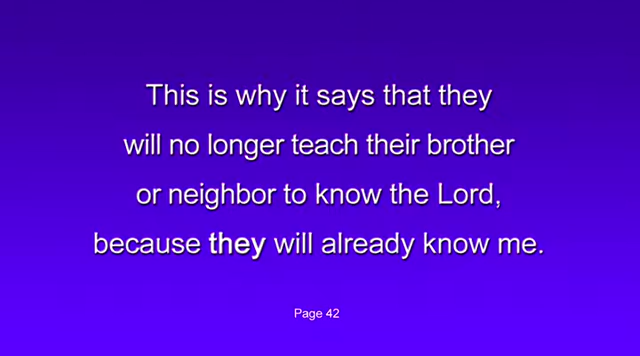 This is why it says that they
will no longer teach their brother
or neighbor to know the Lord,
because they will already know me.
Page 42